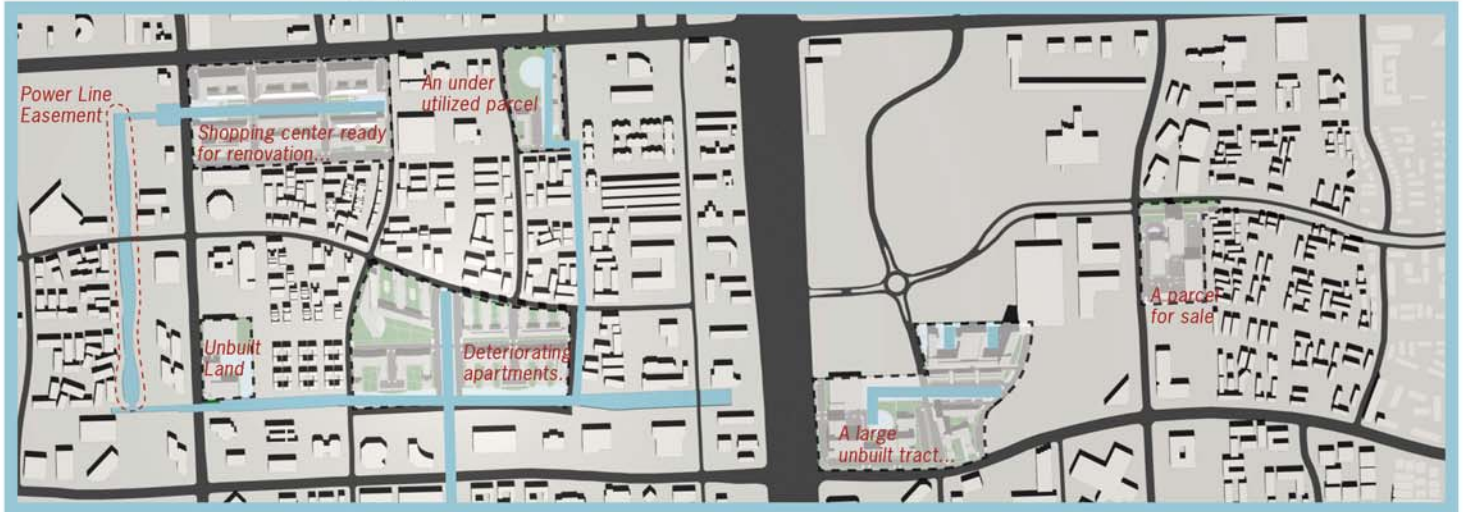 Power Line
Easement
Shopping center ready
for renovation...
An under
utilized parcel
Unbuilt
Land
Deteriorating
apartments...
A large
unbuilt tract...
A parcel
for sale